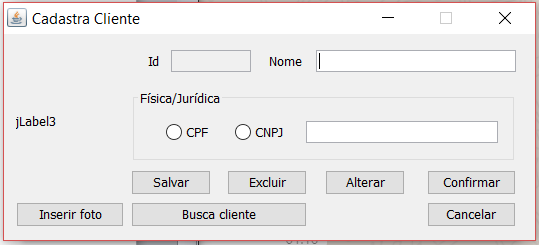 Cadastra Cliente
Id Nome
Física/Jurídica
jLabel3
CPF CNPJ
Salvar Excluir Alterar Confirmar
Inserir foto Busca cliente Cancelar